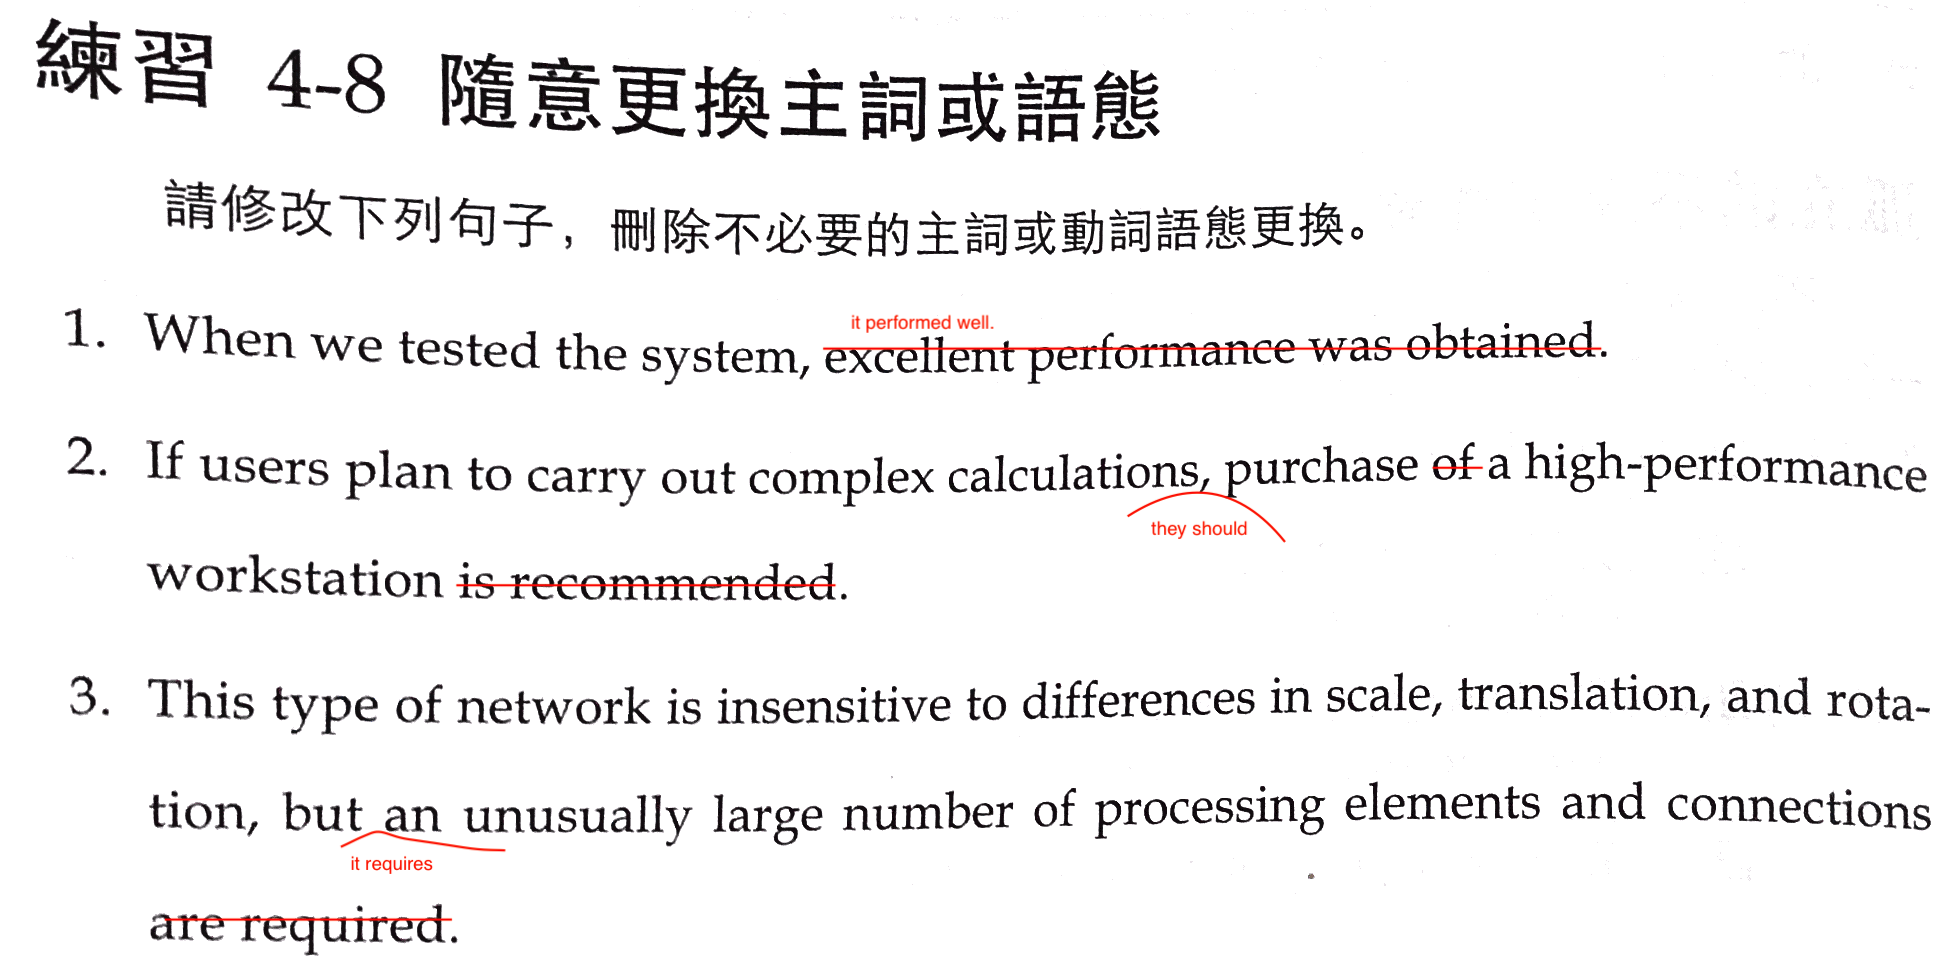 練習 4-8 隨意更換主詞或語態
請修改下列句子，刪除不必要的主詞或動詞語態更換。
it performed well.
1. When we tested the system, excellent performance was obtained.
2. If users plan to carry out complex calculations, purchase of a high-performance
they should
workstation is recommended.
3. This type of network is insensitive to differences in scale, translation, and rota-
tion, but an unusually large number of processing elements and connections
it requires
are required.